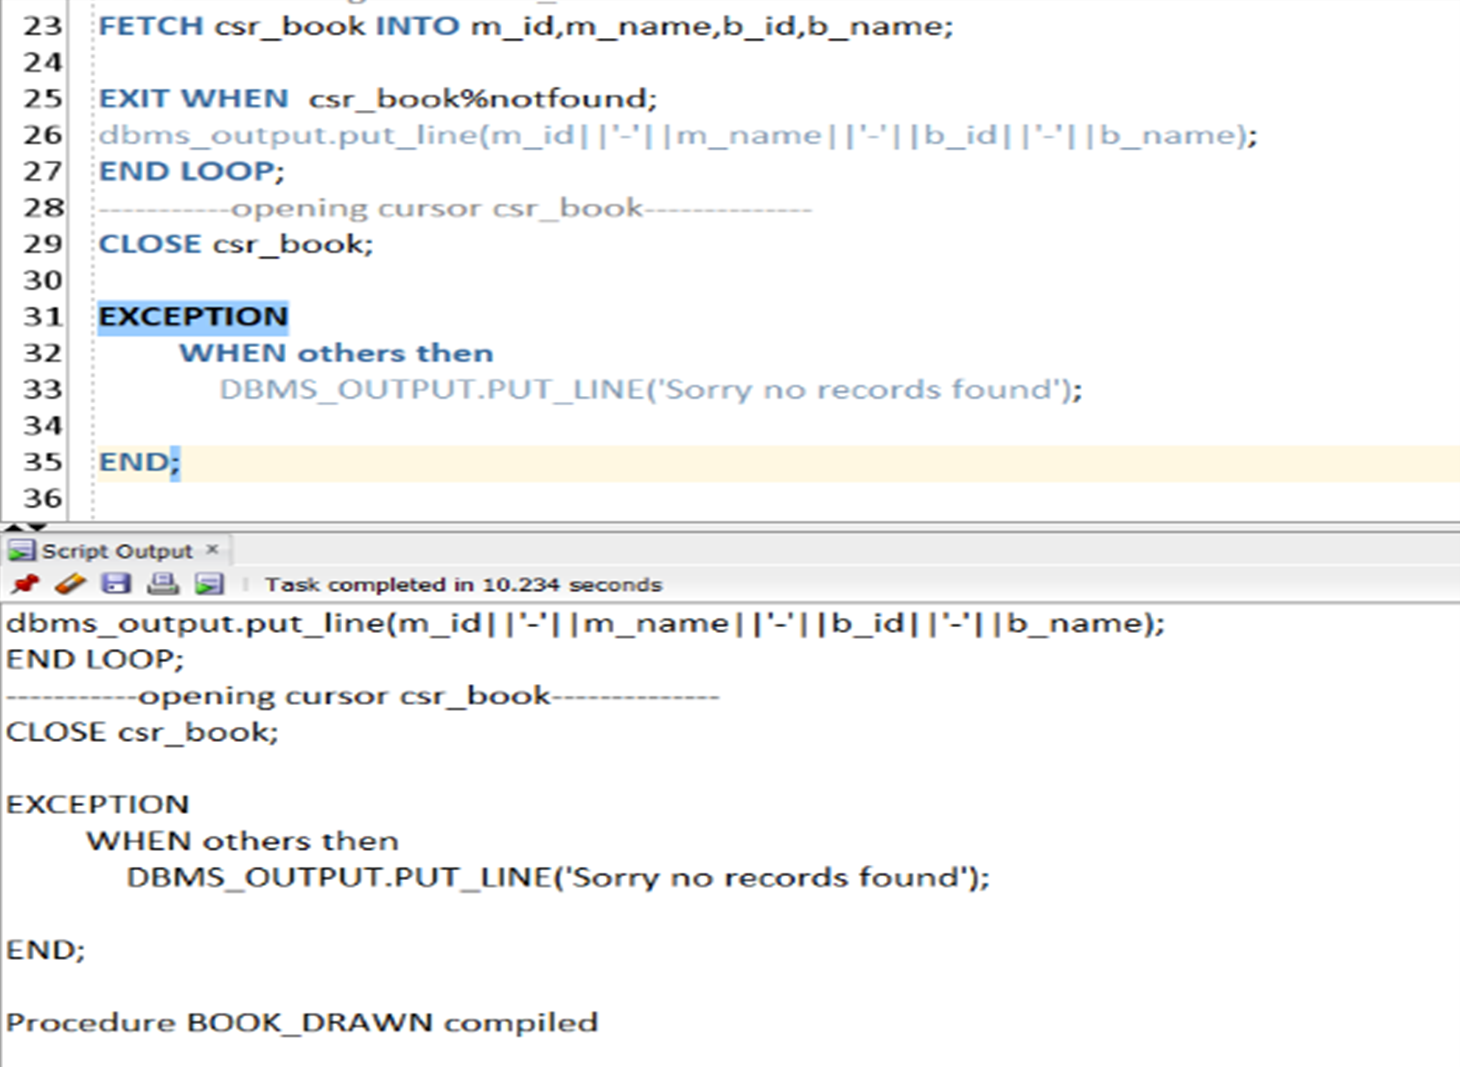 23 FETCH csr_book INTO m_id,m_name,b_id,b_name;
24
25 EXIT WHEN  csr_book%notfound;
26 dbms_output.put_line(m_id||'-'||m_name||'-'||b_id||'-'||b_name);
27 END LOOP;
28 -----------opening cursor csr_book--------------
29 CLOSE csr_book;
30
31 EXCEPTION
32 WHEN others then
33 DBMS_OUTPUT.PUT_LINE('Sorry no records found');
34
35 END;
36
Script Output ×
Task completed in 10.234 seconds
dbms_output.put_line(m_id||'-'||m_name||'-'||b_id||'-'||b_name);
END LOOP;
-----------opening cursor csr_book--------------
CLOSE csr_book;
EXCEPTION
WHEN others then
DBMS_OUTPUT.PUT_LINE('Sorry no records found');
END;
Procedure BOOK_DRAWN compiled